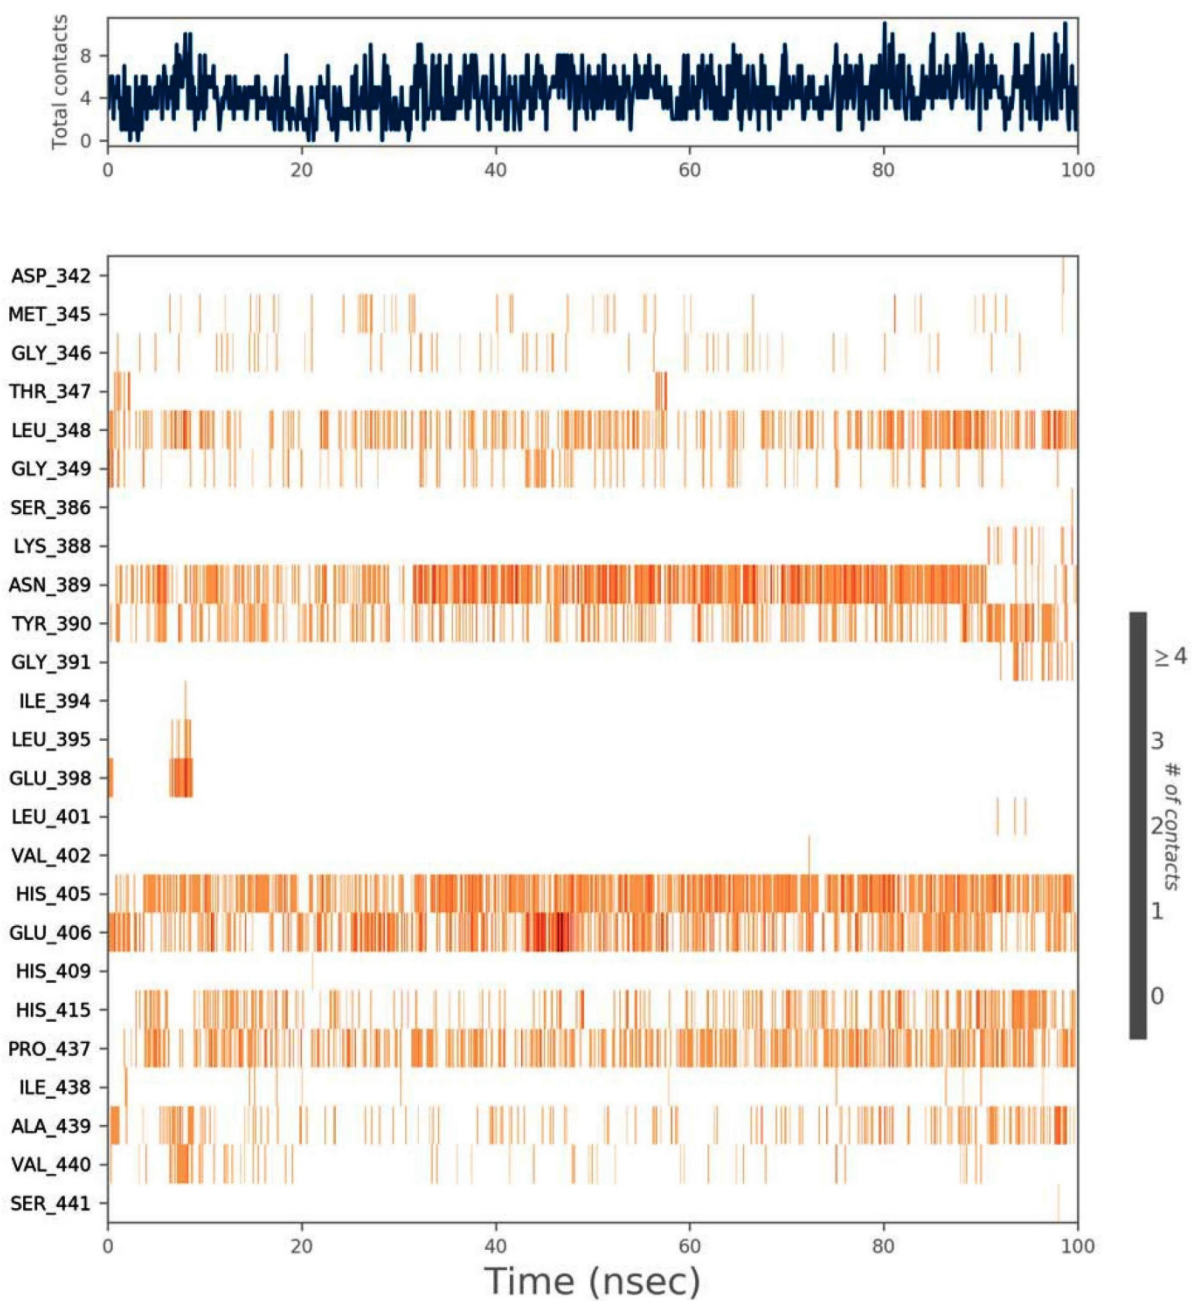 Total contacts
8
4
0
0 20 40 60 80 100
ASP_342
MET_345
GLY_346
THR_347
LEU_348
GLY_349
SER_386
LYS_388
ASN_389
TYR_390
GLY_391
ILE_394
LEU_395
GLU_398
LEU_401
VAL_402
HIS_405
GLU_406
HIS_409
HIS_415
PRO_437
ILE_438
ALA_439
VAL_440
SER_441
0 20 40 60 80 100
Time (nsec)
≥4
3
2
1
0
# of contacts